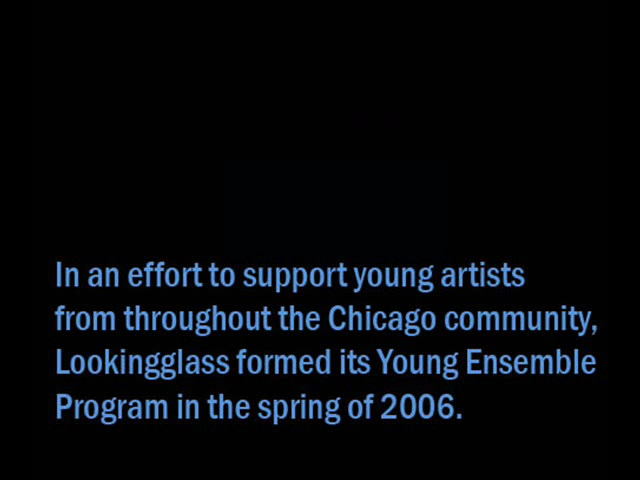 In an effort to support young artists
from throughout the Chicago community,
Lookingglass formed its Young Ensemble
Program in the spring of 2006.